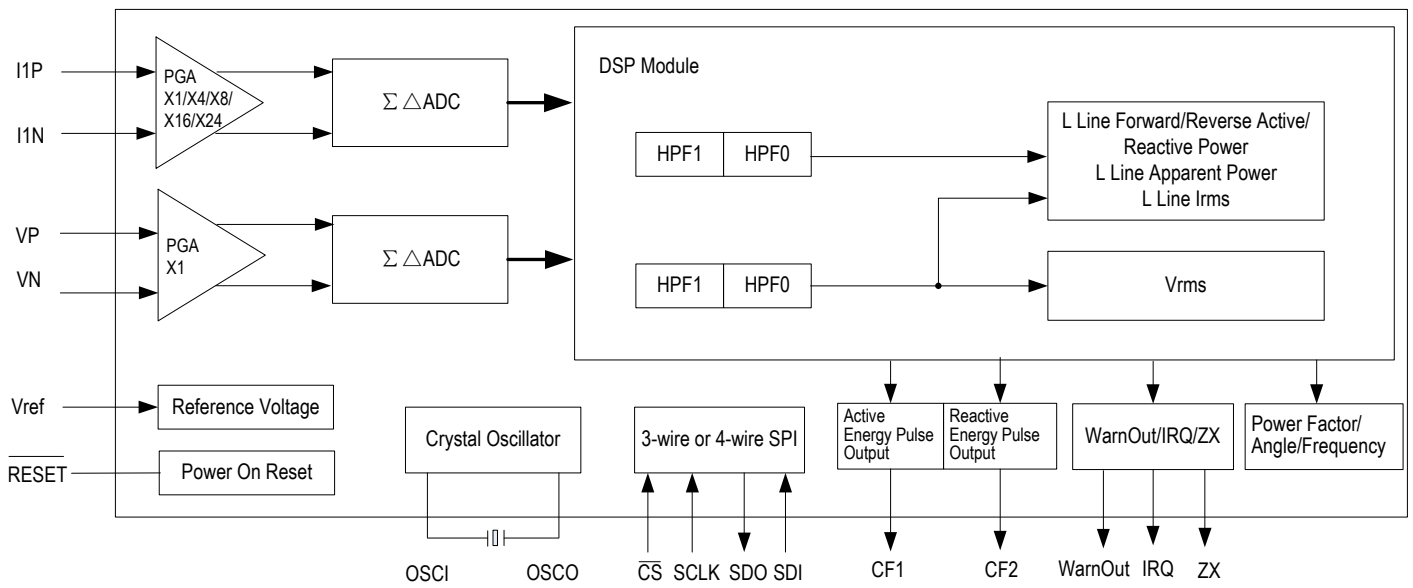 I1P
I1N
PGA
X1/X4/X8/
X16/X24
Σ △ADC
DSP Module
HPF1
HPF0
L Line Forward/Reverse Active/
Reactive Power
L Line Apparent Power
L Line Irms
VP
VN
PGA
X1
Σ △ADC
HPF1
HPF0
Vrms
Vref
Reference Voltage
RESET
Power On Reset
Crystal Oscillator
3-wire or 4-wire SPI
Active
Energy Pulse
Output
Reactive
Energy Pulse
Output
WarnOut/IRQ/ZX
Power Factor/
Angle/Frequency
OSCI
OSCO
CS
SCLK
SDO
SDI
CF1
CF2
WarnOut
IRQ
ZX